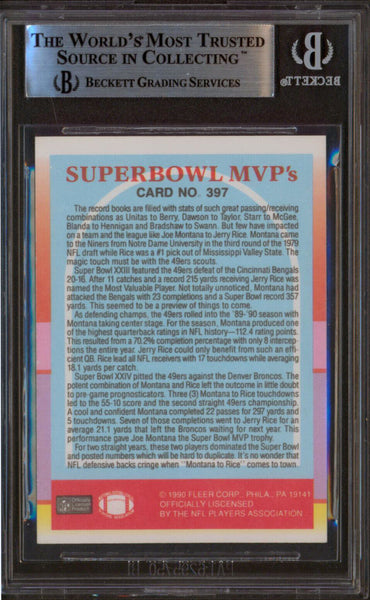 THE WORLD'S MOST TRUSTED
SOURCE IN COLLECTING™
BECKETT GRADING SERVICES
BECKETT
SUPERBOWL MVP's
CARD NO. 397
The record books are filled with stats of such great passing/receiving
combinations as Unitas to Berry, Dawson to Taylor, Starr to McGee,
Blanda to Hennigan and Bradshaw to Swann. But few have impacted
on a team and the league like Joe Montana to Jerry Rice. Montana came
to the Niners from Notre Dame University in the third round of the 1979
NFL draft while Rice was a #1 pick out of Mississippi Valley State. The
magic touch must be with the 49ers scouts.
Super Bowl XXIII featured the 49ers defeat of the Cincinnati Bengals
20-16. After 11 catches and a record 215 yards receiving Jerry Rice was
named the Most Valuable Player. Not totally unnoticed, Montana had
attacked the Bengals with 23 completions and a Super Bowl record 357
yards. This seemed to be a preview of things to come.
As defending champs, the 49ers rolled into the '89-'90 season with
Montana taking center stage. For the season, Montana produced one
of the highest quarterback ratings in NFL history—112.4 rating points.
This resulted from a 70.2% completion percentage with only 8 interceptions
the entire year. Jerry Rice could only benefit from such an effi-
cient QB. Rice lead all NFL receivers with 17 touchdowns while averaging
18.1 yards per catch.
Super Bowl XXIV pitted the 49ers against the Denver Broncos. The
potent combination of Montana and Rice left the outcome in little doubt
to pre-game prognosticators. Three (3) Montana to Rice touchdowns
led to the 55-10 score and the second straight 49ers championship.
A cool and confident Montana completed 22 passes for 297 yards and
5 touchdowns. Seven of those completions went to Jerry Rice for an
average 21.1 yards that left the Broncos waiting for next year. This
performance gave Joe Montana the Super Bowl MVP trophy.
For two straight years, these two players dominated the Super Bowl
and posted numbers which will be hard to duplicate. It's no wonder that
NFL defensive backs cringe when "Montana to Rice" comes to town.
© 1990 FLEER CORP., PHILA., PA 19141
OFFICIALLY LICENSED
BY THE NFL PLAYERS ASSOCIATION